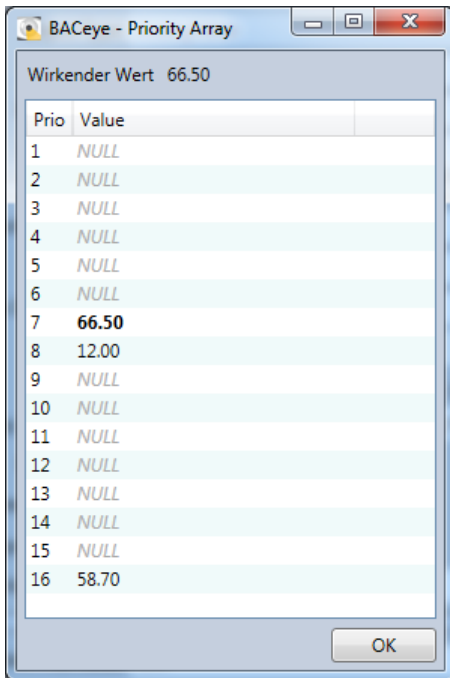 BACeye - Priority Array
Wirkender Wert 66.50
Prio Value
1 NULL
2 NULL
3 NULL
4 NULL
5 NULL
6 NULL
7 66.50
8 12.00
9 NULL
10 NULL
11 NULL
12 NULL
13 NULL
14 NULL
15 NULL
16 58.70
OK